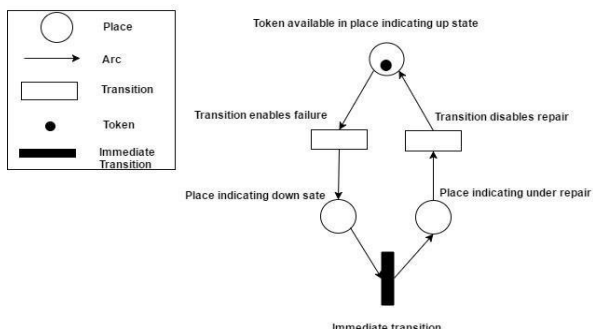 Place
Arc
Transition
Token
Immediate
Transition
Token available in place indicating up state
Transition enables failure
Transition disables repair
Place indicating down sate
Place indicating under repair
Immediate transition